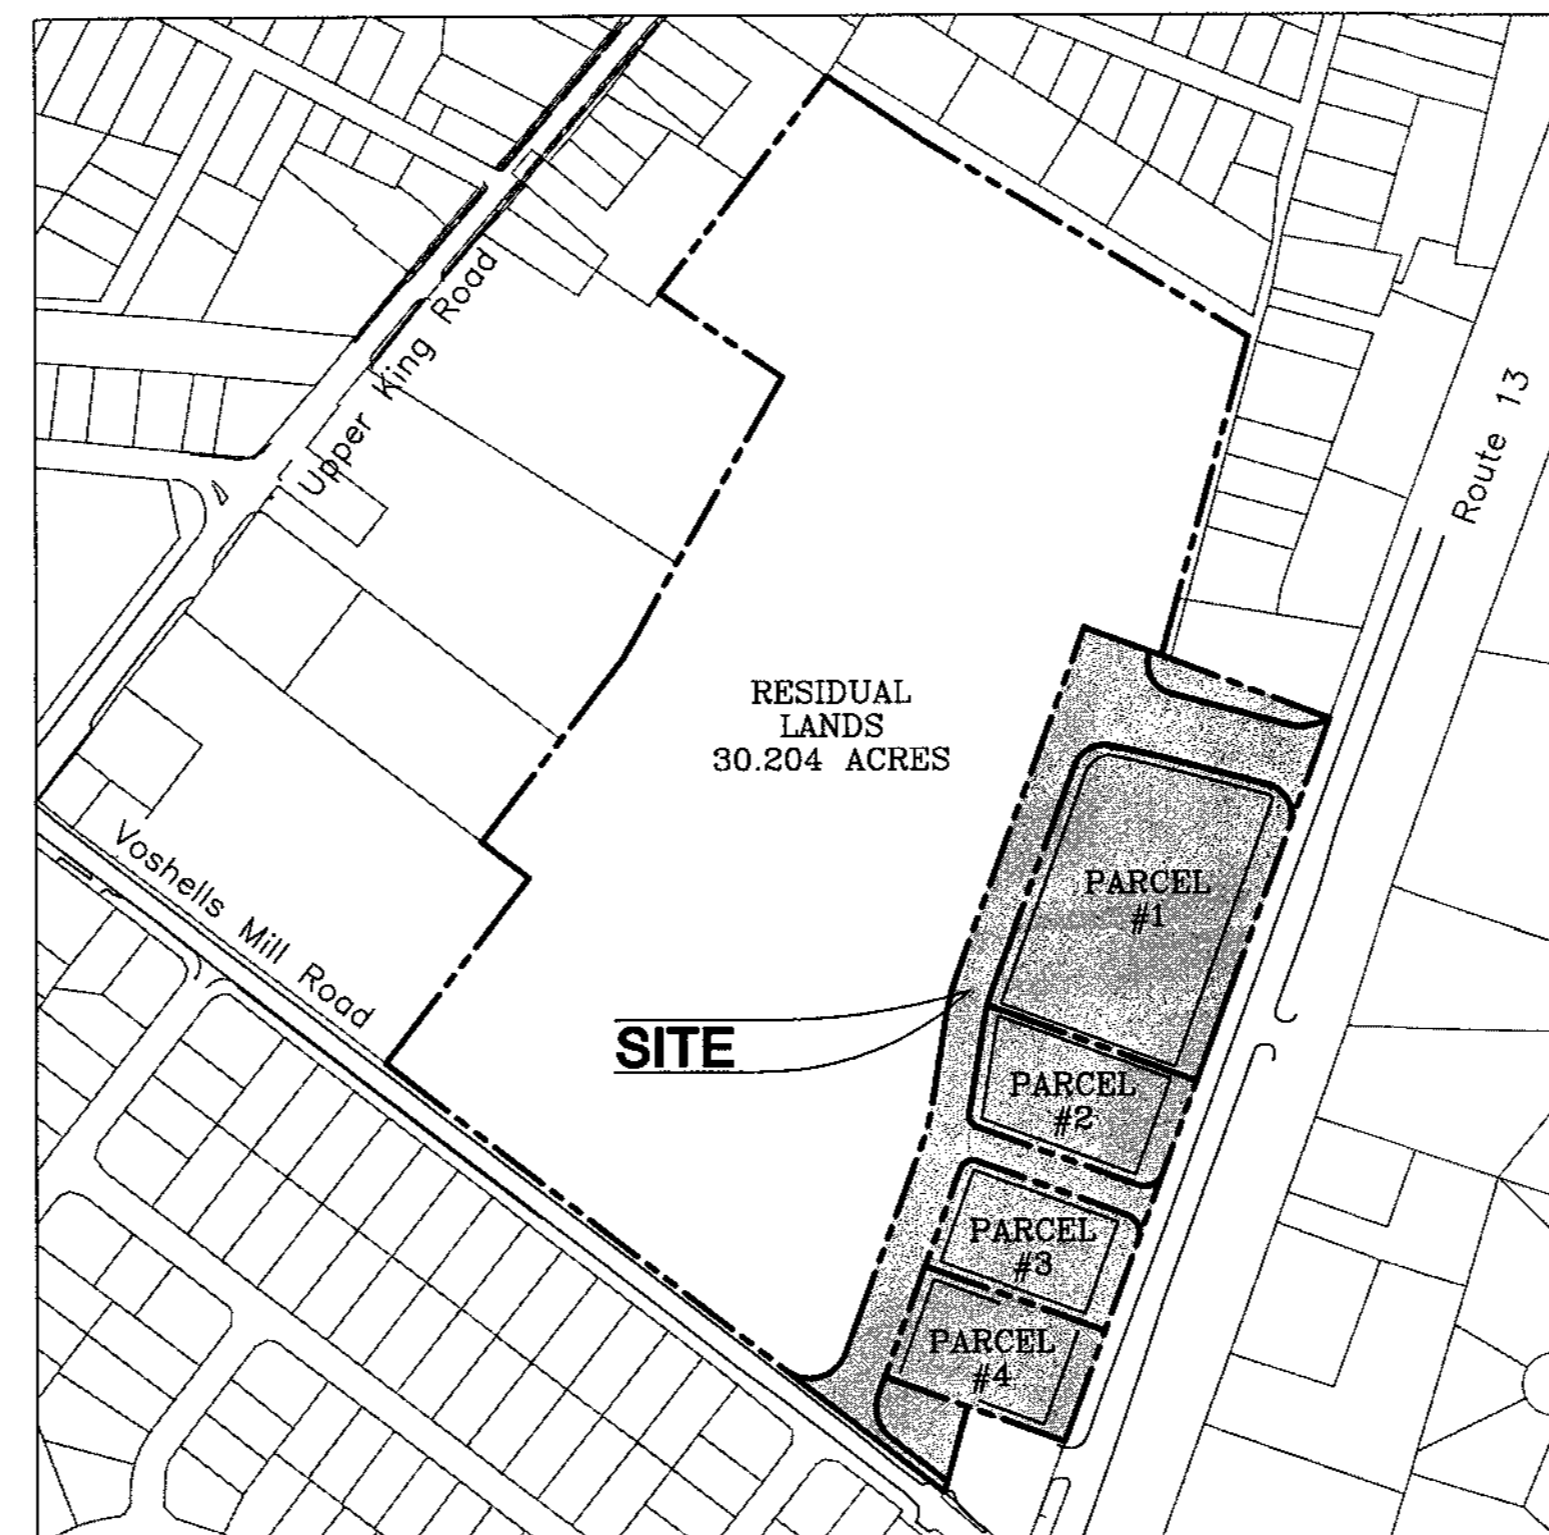 Upper King Road
Route 13
RESIDUAL
LANDS
30.204 ACRES
Voshells Mill Road
PARCEL
#1
SITE
PARCEL
#2
PARCEL
#3
PARCEL
#4